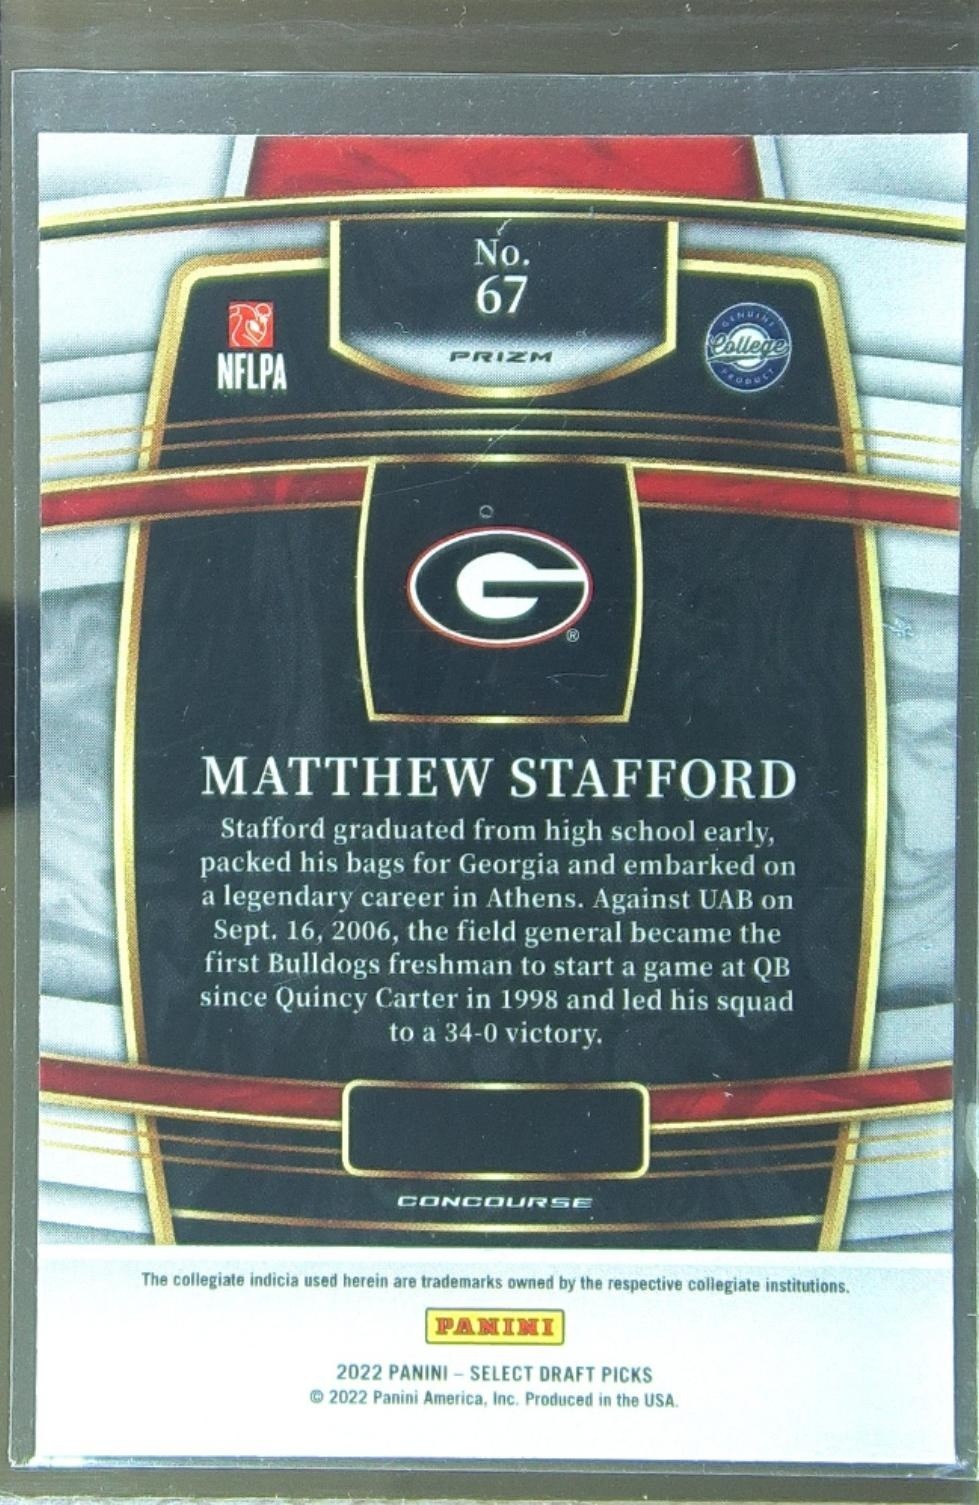 No.
67
PRIZM
NFLPA
GENUINE
College
PRODUCT
G
®
MATTHEW STAFFORD
Stafford graduated from high school early,
packed his bags for Georgia and embarked on
a legendary career in Athens. Against UAB on
Sept. 16, 2006, the field general became the
first Bulldogs freshman to start a game at QB
since Quincy Carter in 1998 and led his squad
to a 34-0 victory.
CONCOURSE
The collegiate indicia used herein are trademarks owned by the respective collegiate institutions.
PANINI
2022 PANINI – SELECT DRAFT PICKS
© 2022 Panini America, Inc. Produced in the USA.